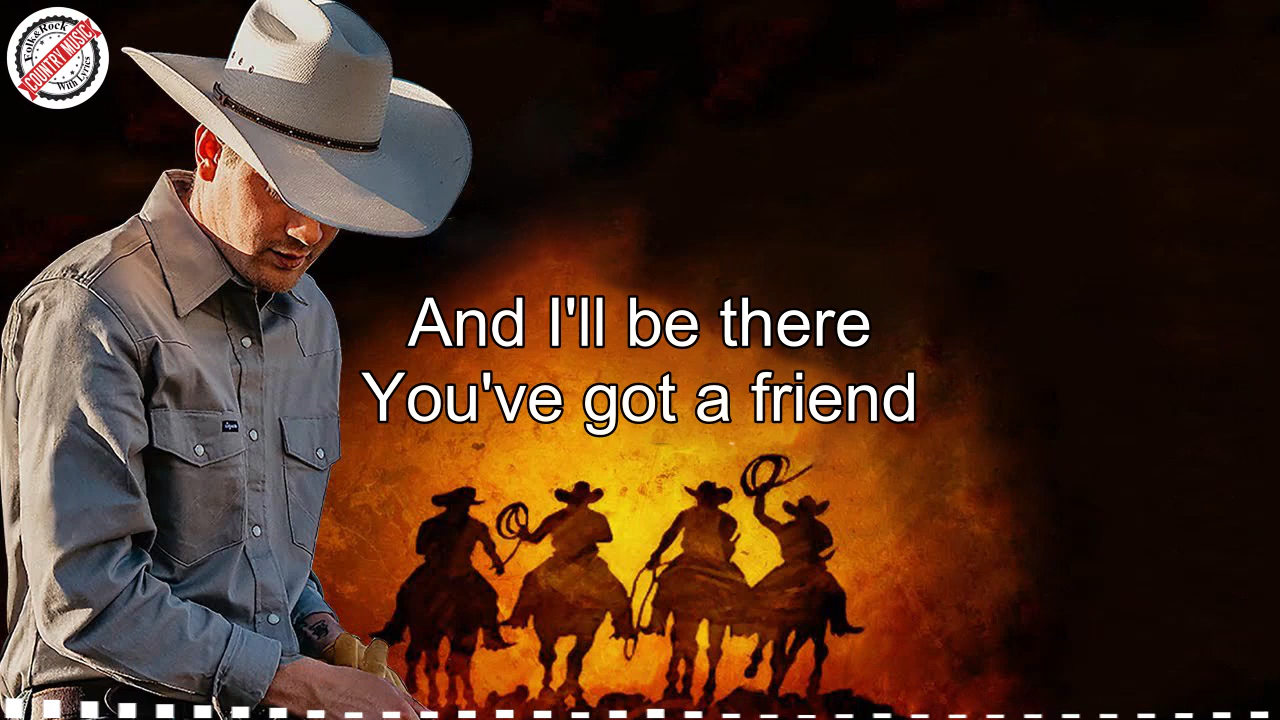 Folk&Rock
COUNTRY MUSIC
With Lyrics
And I'll be there
You've got a friend